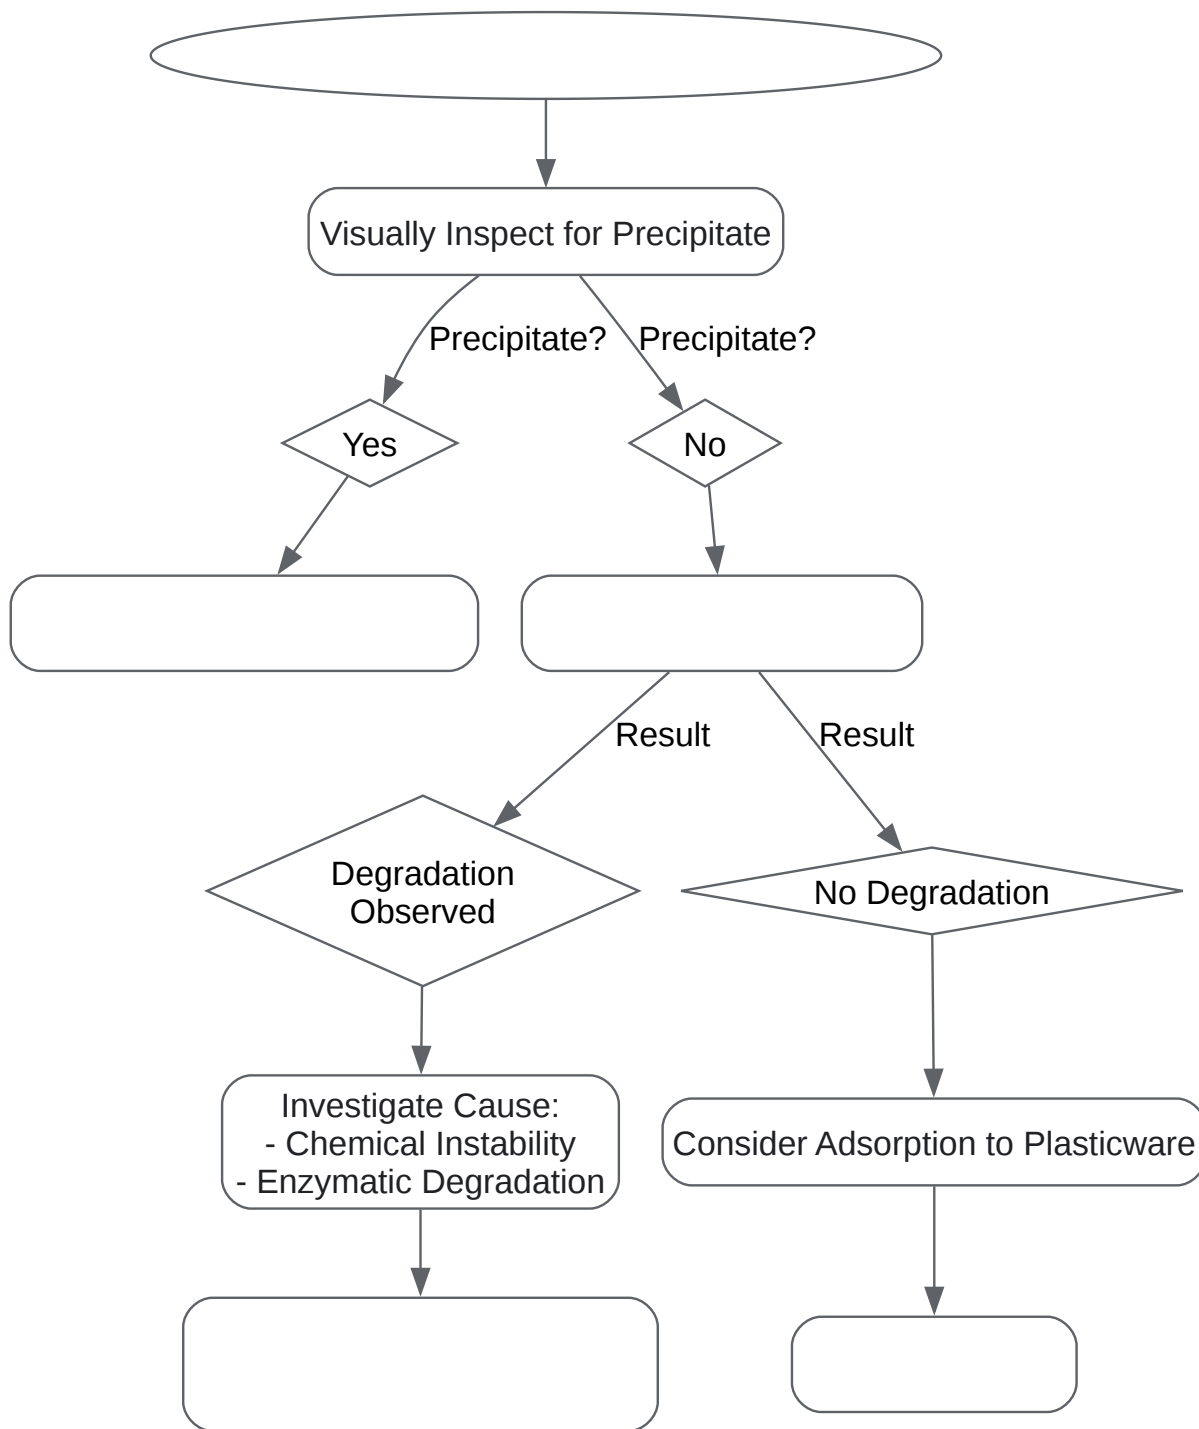 Visually Inspect for Precipitate
Precipitate?
Precipitate?
Yes
No
Result
Result
Degradation
Observed
No Degradation
Investigate Cause:
- Chemical Instability
- Enzymatic Degradation
Consider Adsorption to Plasticware